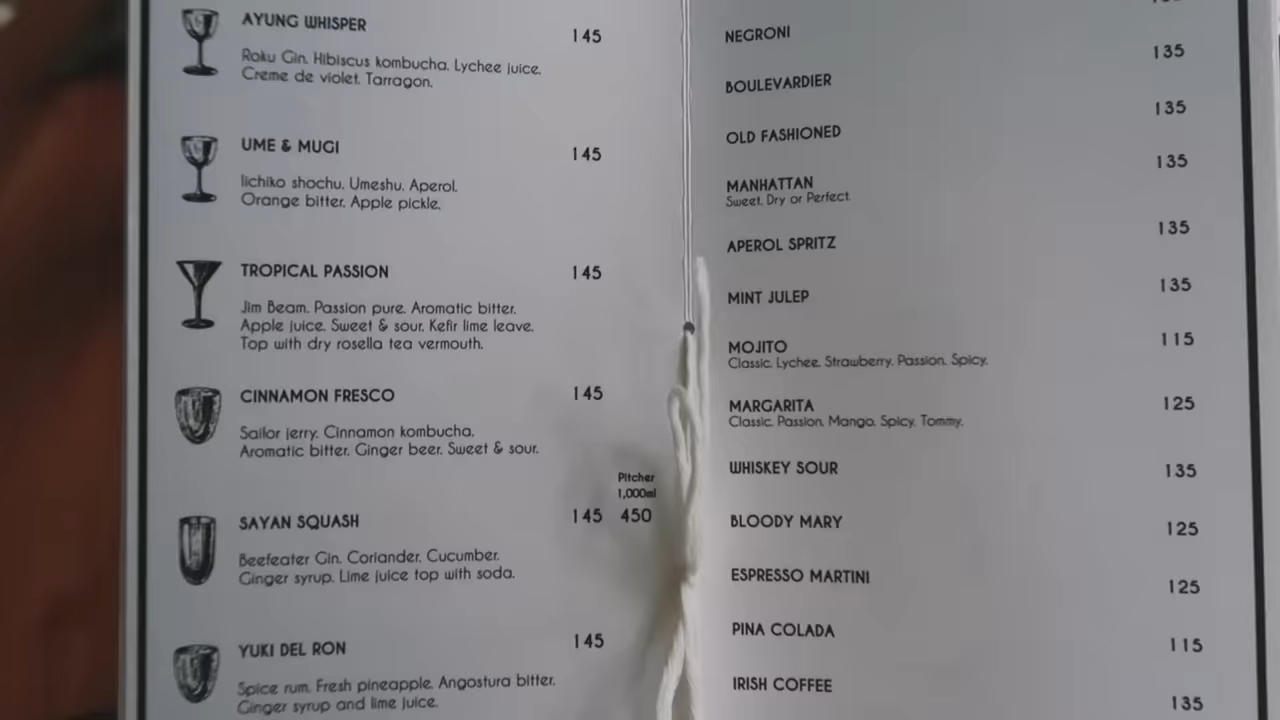 AYUNG WHISPER 145
Roku Gin. Hibiscus kombucha. Lychee juice.
Creme de violet. Tarragon.
UME & MUGI 145
Iichiko shochu. Umeshu. Aperol.
Orange bitter. Apple pickle.
TROPICAL PASSION 145
Jim Beam. Passion pure. Aromatic bitter.
Apple juice. Sweet & sour. Kefir lime leave.
Top with dry rosella tea vermouth.
CINNAMON FRESCO 145
Sailor jerry. Cinnamon kombucha.
Aromatic bitter. Ginger beer. Sweet & sour.
Pitcher
1,000ml
SAYAN SQUASH 145 450
Beefeater Gin. Coriander. Cucumber.
Ginger syrup. Lime juice top with soda.
YUKI DEL RON 145
Spice rum. Fresh pineapple. Angostura bitter.
Ginger syrup and lime juice.
NEGRONI
BOULEVARDIER 135
OLD FASHIONED 135
MANHATTAN 135
Sweet. Dry or Perfect.
APEROL SPRITZ 135
MINT JULEP 135
MOJITO 115
Classic. Lychee. Strawberry. Passion. Spicy.
MARGARITA 125
Classic. Passion. Mango. Spicy. Tommy.
WHISKEY SOUR 135
BLOODY MARY 125
ESPRESSO MARTINI 125
PINA COLADA 115
IRISH COFFEE 135